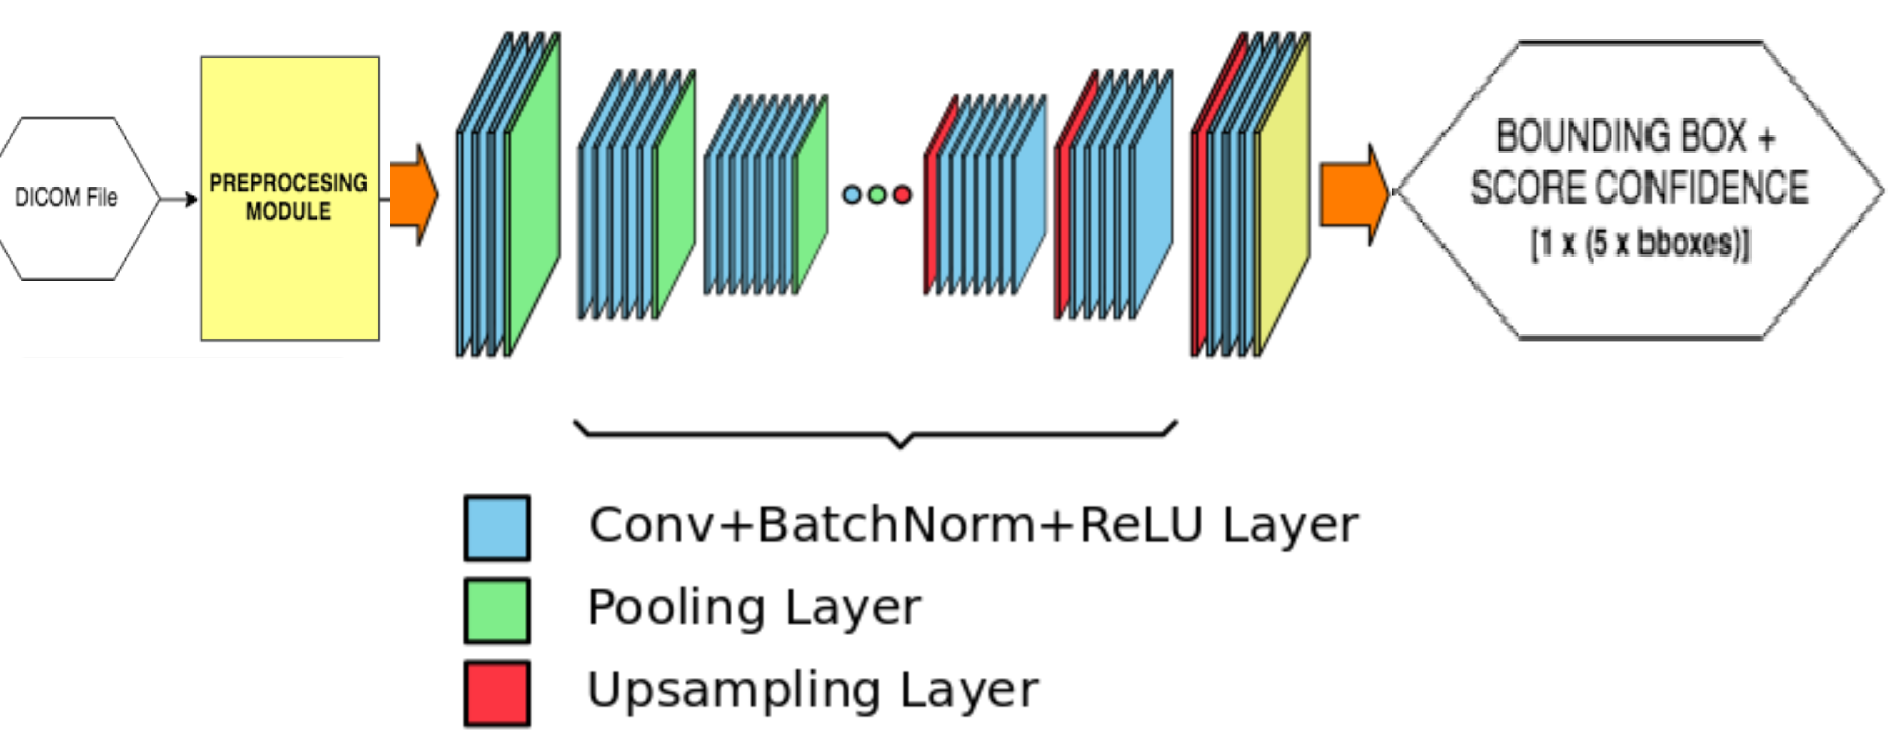 DICOM File
PREPROCESING
MODULE
BOUNDING BOX +
SCORE CONFIDENCE
[1 x (5 x bboxes)]
Conv+BatchNorm+ReLU Layer
Pooling Layer
Upsampling Layer